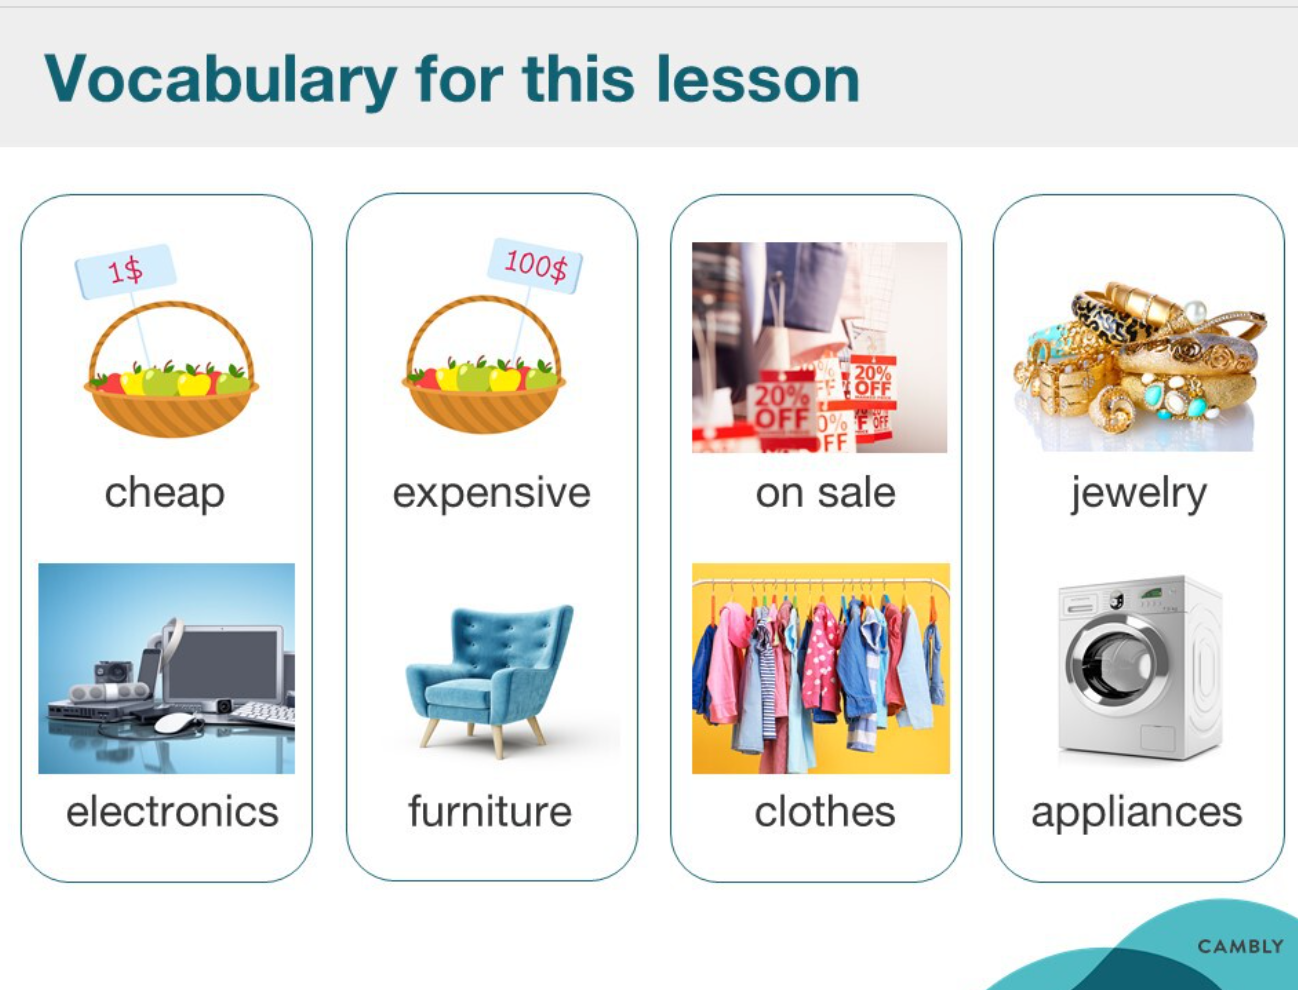 Vocabulary for this lesson
1$
100$
20%
OFF
20%
OFF
cheap
expensive
on sale
jewelry
electronics
furniture
clothes
appliances
CAMBLY